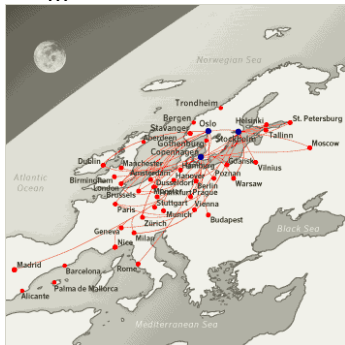 Norwegian Sea
Trondheim
Bergen
Oslo
Helsinki
St. Petersburg
Stavanger
Tallinn
Aberdeen
Gothenburg
Stockholm
Moscow
Copenhagen
Dublin
Manchester
Hamburg
Gdansk
Vilnius
Birmingham
Amsterdam
Hanover
Poznan
London
Dusseldorf
Berlin
Warsaw
Atlantic
Ocean
Brussels
Frankfurt
Prague
Paris
Stuttgart
Vienna
Munich
Zürich
Budapest
Geneva
Milan
Black Sea
Nice
Madrid
Barcelona
Rome
Palma de Mallorca
Alicante
Mediterranean Sea